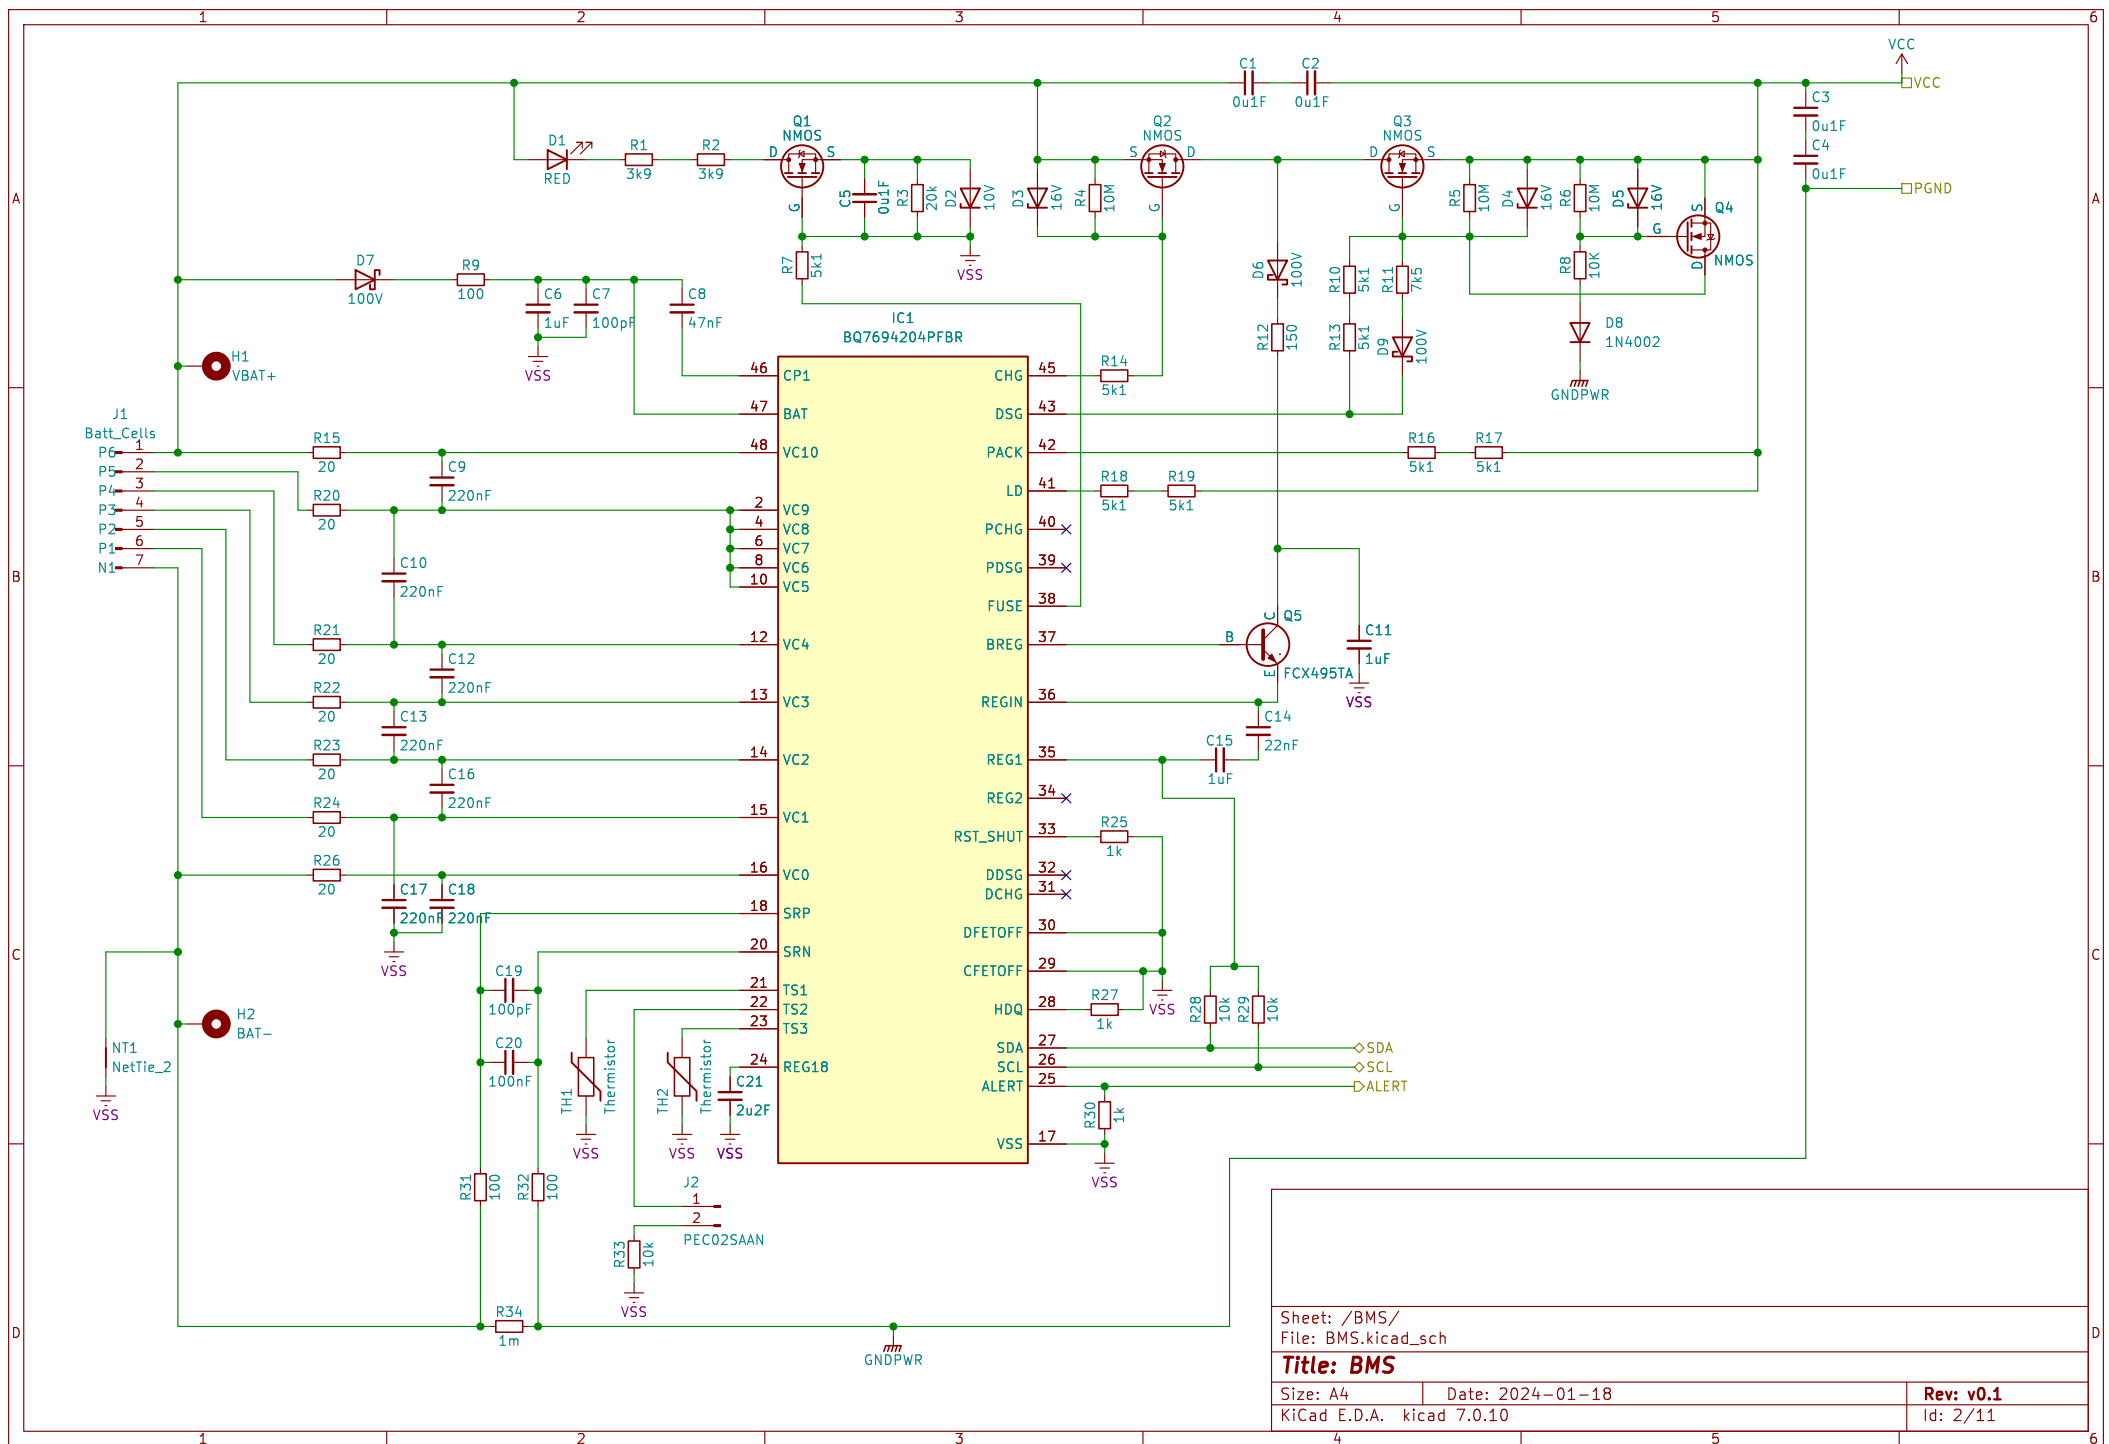 1 2 3 4 5 6
VCC
VCC
C1 C2
0u1F 0u1F
C3
0u1F
C4
0u1F
PGND
D1
RED
R1
3k9
R2
3k9
Q1
NMOS
D S
G
C5
0u1F
R3
20k
D2
10V
VSS
R7
5k1
D3
16V
R4
10M
Q2
NMOS
S D
G
Q3
NMOS
D S
G
R5
10M
D4
16V
R6
10M
D5
16V
S
Q4
G
D
NMOS
A
A
D7
100V
R9
100
C6
1uF
C7
100pF
C8
47nF
VSS
D6
100V
R12
150
R10
5k1
R11
7k5
R13
5k1
D9
100V
R8
10K
D8
1N4002
GNDPWR
H1
VBAT+
J1
Batt_Cells
P6 1
P5 2
P4 3
P3 4
P2 5
P1 6
N1 7
IC1
BQ7694204PFBR
46 CP1
47 BAT
48 VC10
2 VC9
4 VC8
6 VC7
8 VC6
10 VC5
12 VC4
13 VC3
14 VC2
15 VC1
16 VC0
18 SRP
20 SRN
21 TS1
22 TS2
23 TS3
24 REG18
CHG 45
DSG 43
PACK 42
LD 41
PCHG 40
PDSG 39
FUSE 38
BREG 37
REGIN 36
REG1 35
REG2 34
RST_SHUT 33
DDSG 32
DCHG 31
DFETOFF 30
CFETOFF 29
HDQ 28
SDA 27
SCL 26
ALERT 25
VSS 17
R14
5k1
R16
5k1
R17
5k1
R18
5k1
R19
5k1
R15
20
C9
220nF
R20
20
B
B
C10
220nF
R21
20
C12
220nF
R22
20
C13
220nF
R23
20
C16
220nF
R24
20
R26
20
C17
220nF
C18
220nF
VSS
C
Q5
B
E
FCX495TA
C11
1uF
VSS
C14
22nF
C15
1uF
R25
1k
R27
1k
VSS
R28
10k
R29
10k
SDA
SCL
ALERT
R30
1k
VSS
C
C
C19
100pF
C20
100nF
H2
BAT-
NT1
NetTie_2
VSS
TH1
Thermistor
VSS
TH2
Thermistor
VSS
C21
2u2F
VSS
R31
100
R32
100
J2
1
2
PEC02SAAN
R33
10k
VSS
R34
1m
GNDPWR
D
D
Sheet: /BMS/
File: BMS.kicad_sch
Title: BMS
Size: A4 Date: 2024-01-18 Rev: v0.1
KiCad E.D.A. kicad 7.0.10 Id: 2/11
1 2 3 4 5 6